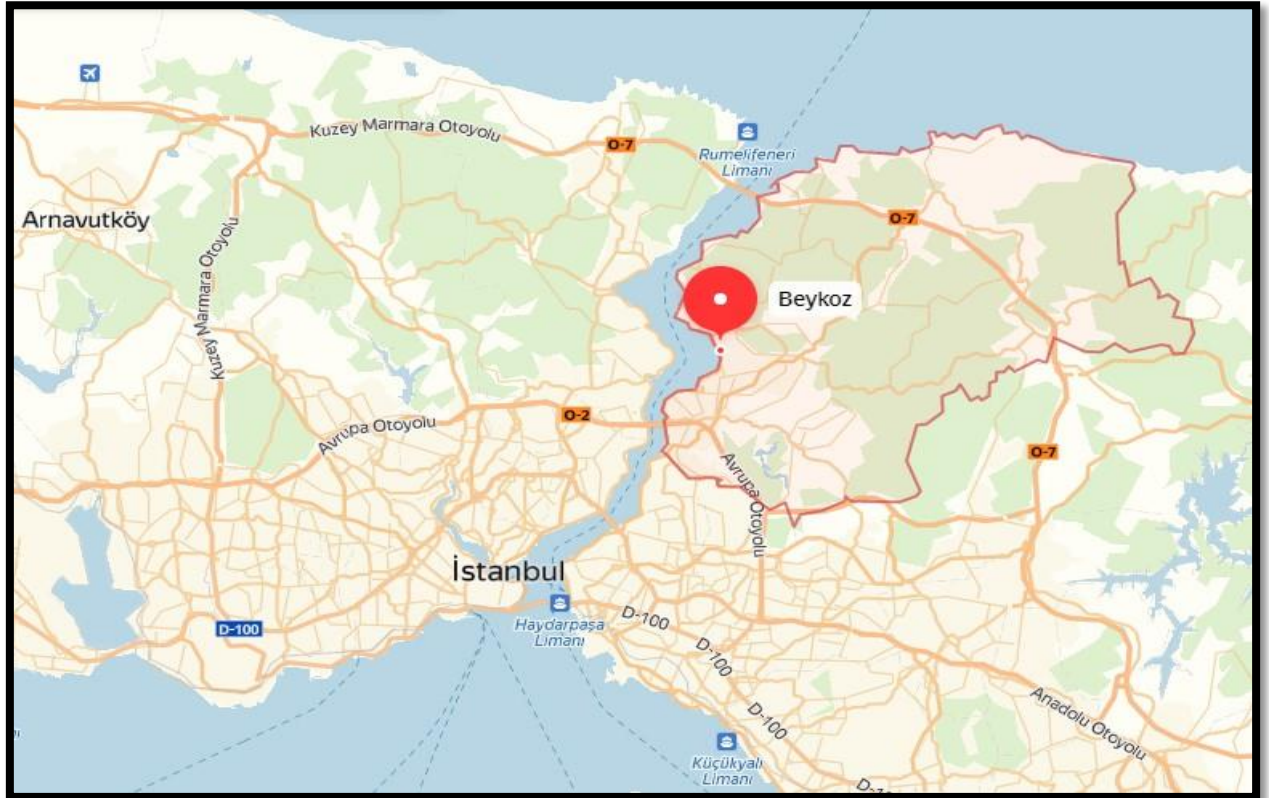 Kuzey Marmara Otoyolu
O-7
Rumelifeneri
Limanı
Arnavutköy
O-7
Kuzey Marmara Otoyolu
Beykoz
O-2
Avrupa Otoyolu
O-7
Avrupa Otoyolu
İstanbul
Haydarpaşa
Limanı
D-100
D-100
D-100
D-100
Anadolu Otoyolu
Küçükyalı
Limanı